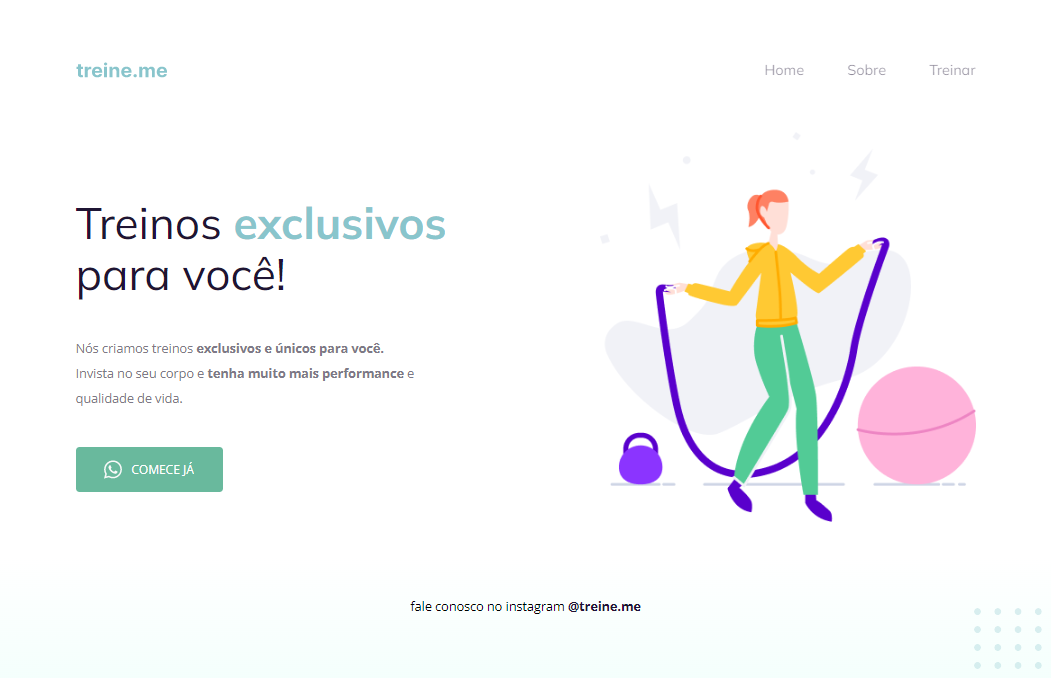 treine.me
Home Sobre Treinar
Treinos exclusivos
para você!
Nós criamos treinos exclusivos e únicos para você.
Invista no seu corpo e tenha muito mais performance e
qualidade de vida.
COMECE JÁ
fale conosco no instagram @treine.me